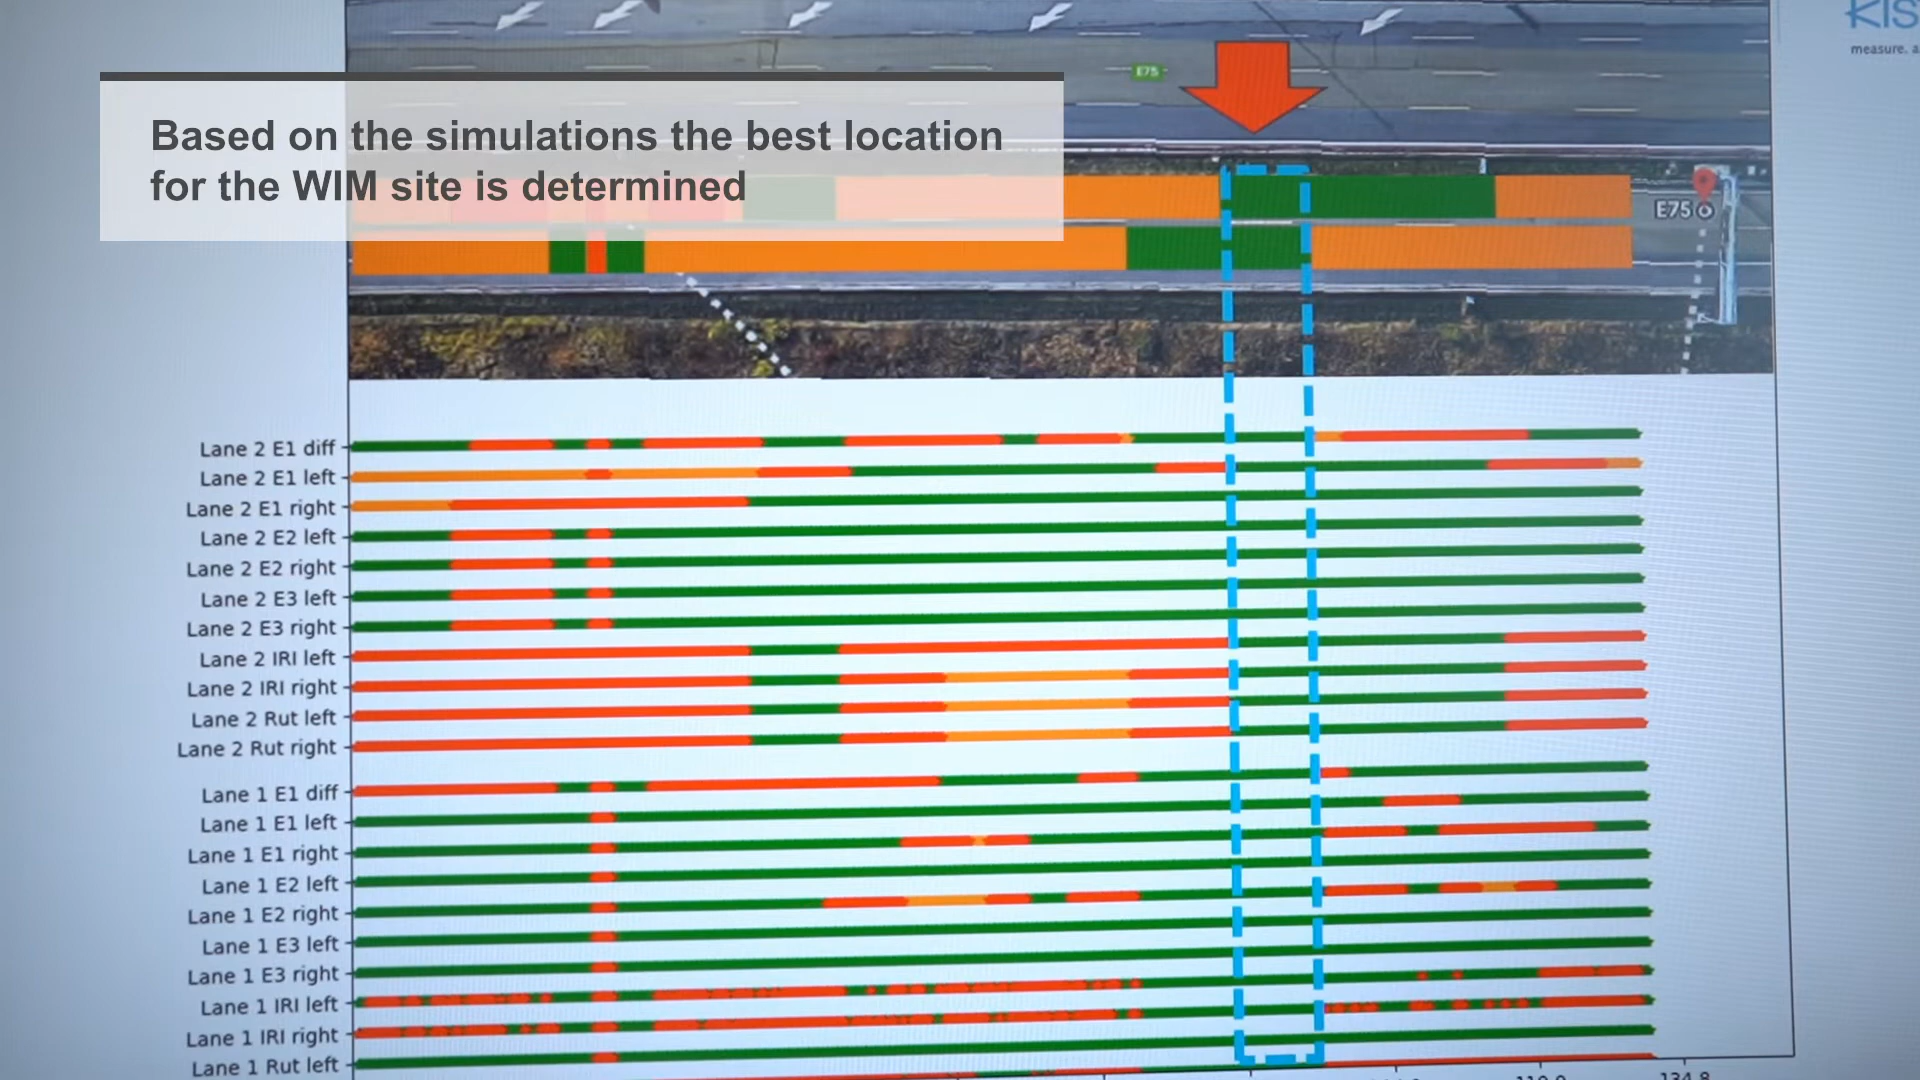 KIS
measure. a
E75
Based on the simulations the best location
for the WIM site is determined
E75
Lane 2 E1 diff
Lane 2 E1 left
Lane 2 E1 right
Lane 2 E2 left
Lane 2 E2 right
Lane 2 E3 left
Lane 2 E3 right
Lane 2 IRI left
Lane 2 IRI right
Lane 2 Rut left
Lane 2 Rut right
Lane 1 E1 diff
Lane 1 E1 left
Lane 1 E1 right
Lane 1 E2 left
Lane 1 E2 right
Lane 1 E3 left
Lane 1 E3 right
Lane 1 IRI left
Lane 1 IRI right
Lane 1 Rut left
134.8